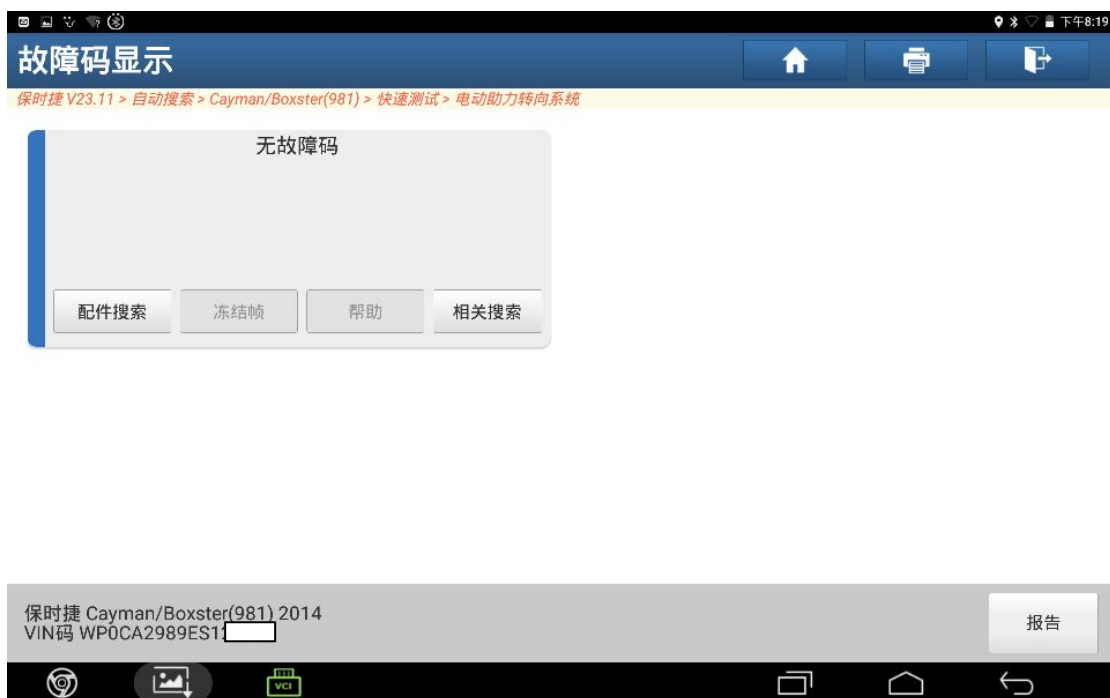 下午8:19
故障码显示
保时捷 V23.11 > 自动搜索 > Cayman/Boxster(981) > 快速测试 > 电动助力转向系统
无故障码
配件搜索 冻结帧 帮助 相关搜索
保时捷 Cayman/Boxster(981) 2014
VIN码 WP0CA2989ES12
报告
VCI